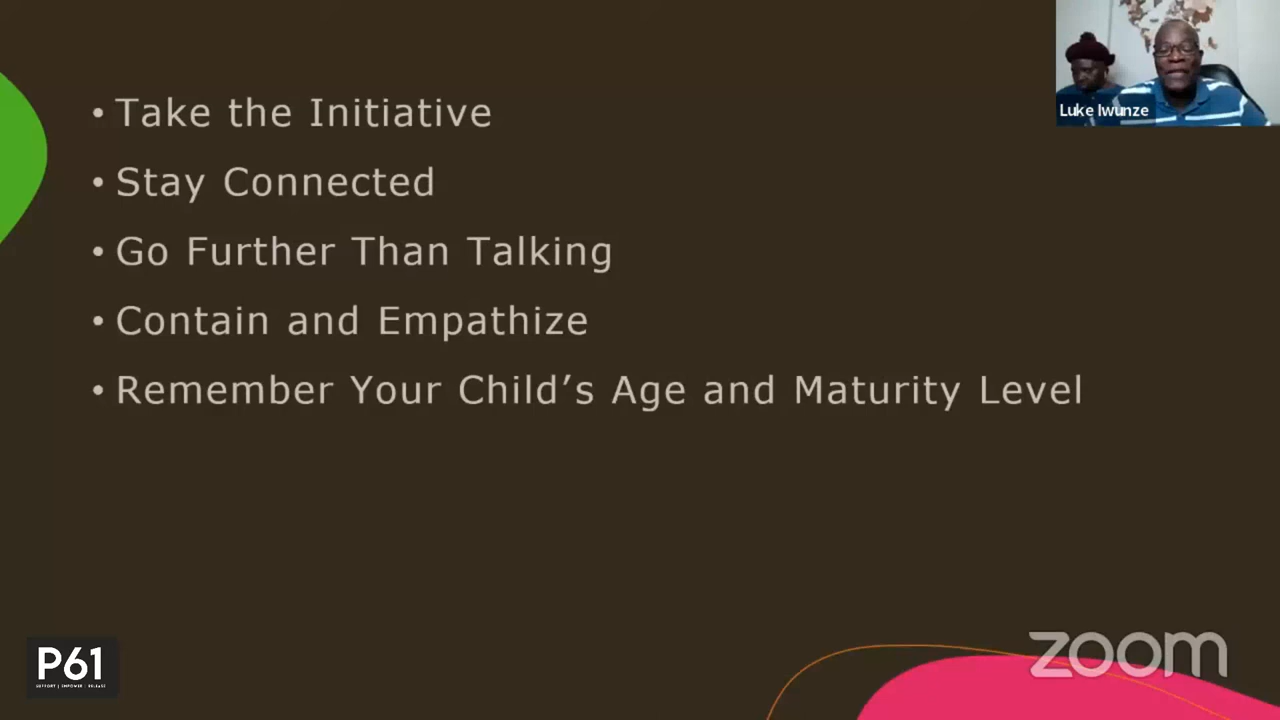 • Take the Initiative
• Stay Connected
• Go Further Than Talking
• Contain and Empathize
• Remember Your Child’s Age and Maturity Level
Luke Iwunze
P61
SUPPORT | EMPOWER | RELEASE
zoom